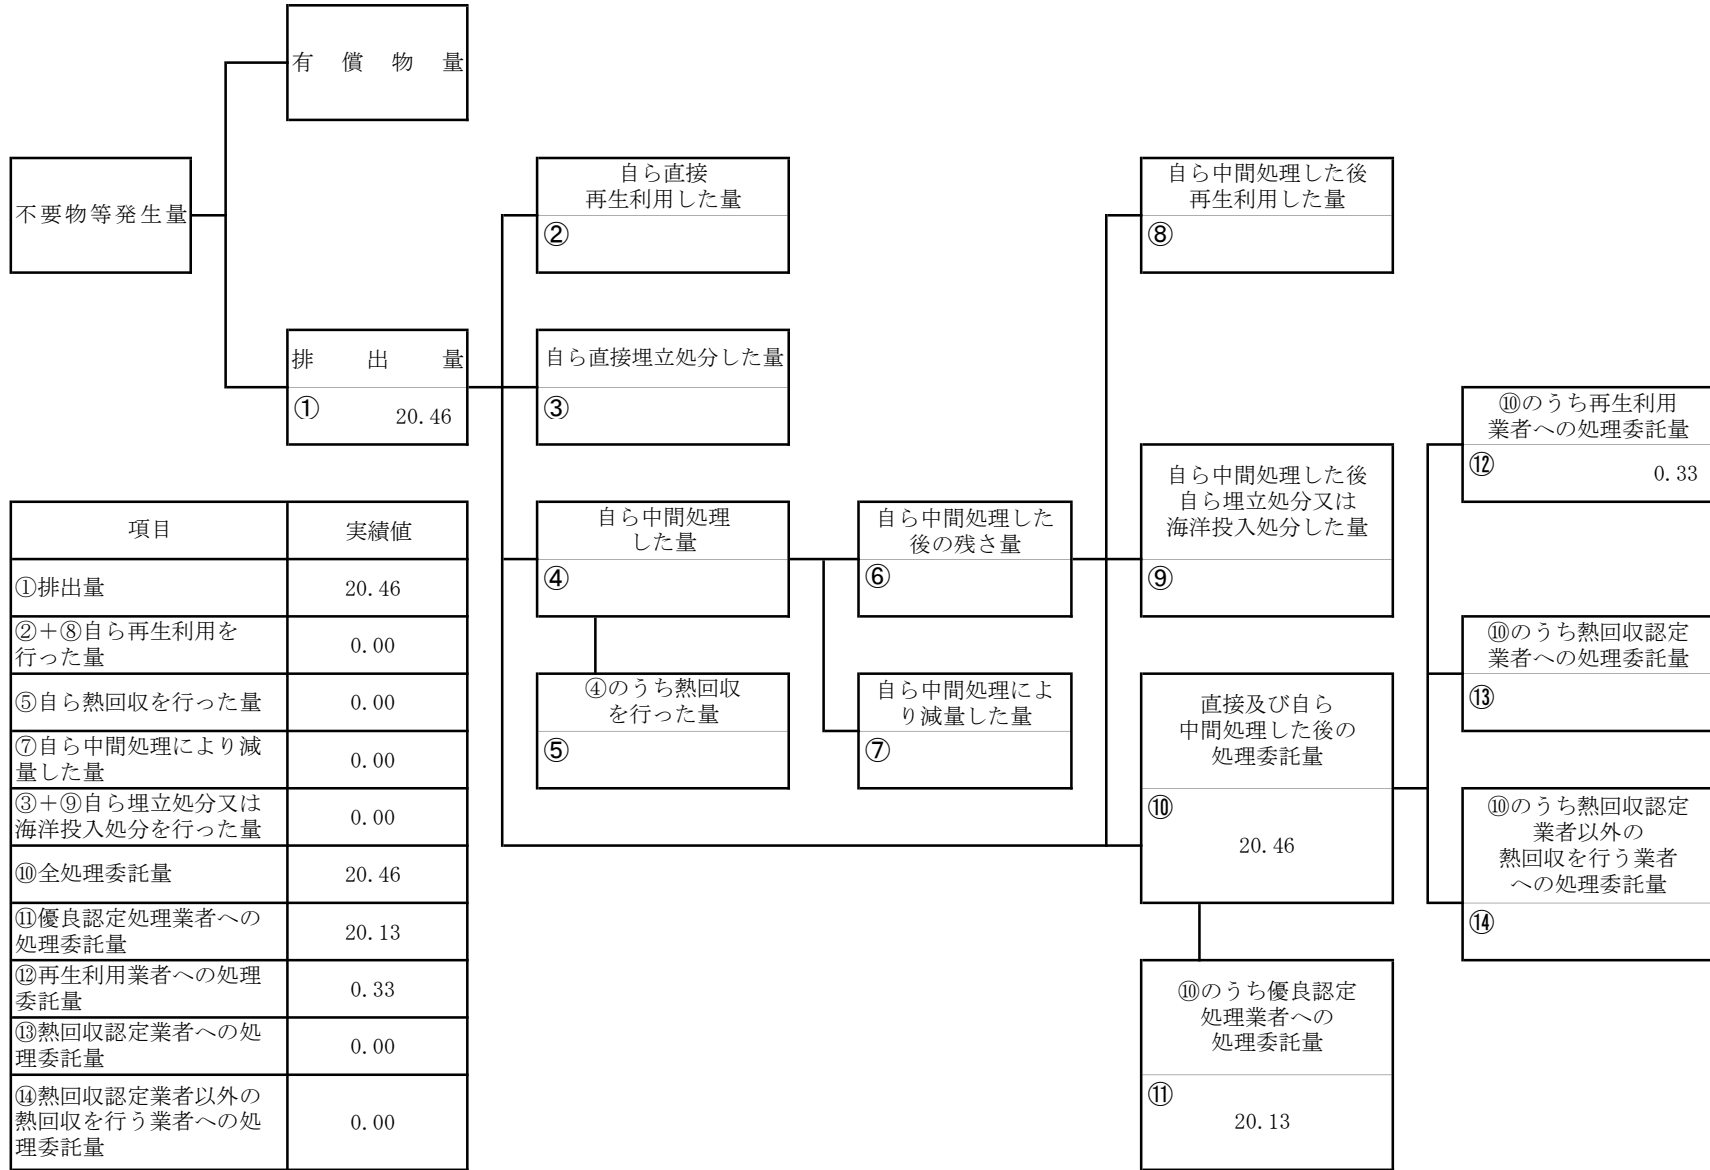 有償物量
不要物等発生量
排出量
①
20.46
自ら直接
再生利用した量
②
自ら直接埋立処分した量
③
自ら中間処理
した量
④
④のうち熱回収
を行った量
⑤
自ら中間処理した
後の残さ量
⑥
自ら中間処理によ
り減量した量
⑦
自ら中間処理した後
再生利用した量
⑧
自ら中間処理した後
自ら埋立処分又は
海洋投入処分した量
⑨
直接及び自ら
中間処理した後の
処理委託量
⑩
20.46
⑩のうち優良認定
処理業者への
処理委託量
⑪
20.13
⑩のうち再生利用
業者への処理委託量
⑫
0.33
⑩のうち熱回収認定
業者への処理委託量
⑬
⑩のうち熱回収認定
業者以外の
熱回収を行う業者
への処理委託量
⑭
項目 実績値
①排出量 20.46
②+⑧自ら再生利用を
行った量 0.00
⑤自ら熱回収を行った量 0.00
⑦自ら中間処理により減
量した量 0.00
③+⑨自ら埋立処分又は
海洋投入処分を行った量 0.00
⑩全処理委託量 20.46
⑪優良認定処理業者への
処理委託量 20.13
⑫再生利用業者への処理
委託量 0.33
⑬熱回収認定業者への処
理委託量 0.00
⑭熱回収認定業者以外の
熱回収を行う業者への処
理委託量 0.00